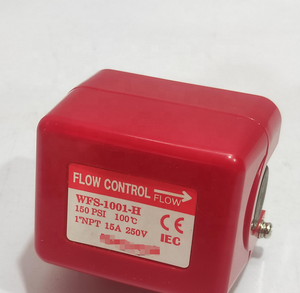 FLOW CONTROL FLOW
WFS-1001-H
150 PSI 100℃
1"NPT 15A 250V
CE
IEC